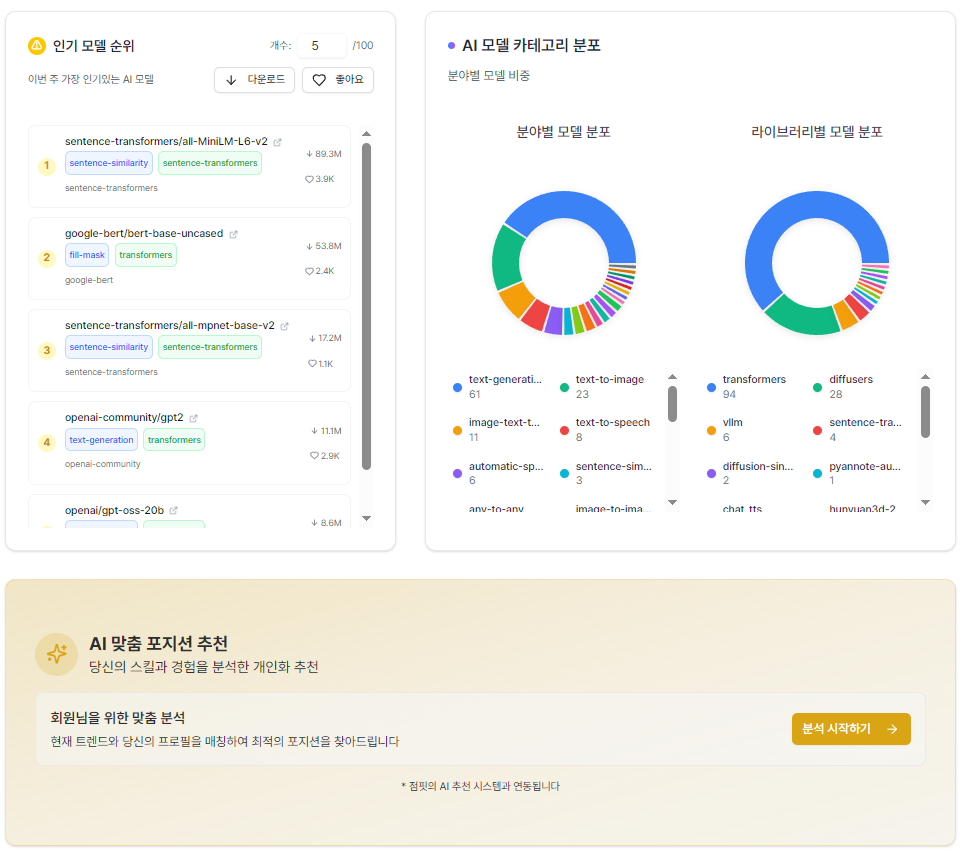 인기 모델 순위
개수: 5 /100
이번 주 가장 인기있는 AI 모델
다운로드
좋아요
1
sentence-transformers/all-MiniLM-L6-v2
sentence-similarity
sentence-transformers
sentence-transformers
89.3M
3.9K
2
google-bert/bert-base-uncased
fill-mask
transformers
google-bert
53.8M
2.4K
3
sentence-transformers/all-mpnet-base-v2
sentence-similarity
sentence-transformers
sentence-transformers
17.2M
1.1K
4
openai-community/gpt2
text-generation
transformers
openai-community
11.1M
2.9K
openai/gpt-oss-20b
8.6M
AI 모델 카테고리 분포
분야별 모델 비중
분야별 모델 분포
text-generati...
61
text-to-image
23
image-text-t...
11
text-to-speech
8
automatic-sp...
6
sentence-sim...
3
any-to-any
image-to-ima...
라이브러리별 모델 분포
transformers
94
diffusers
28
vllm
6
sentence-tra...
4
diffusion-sin...
2
pyannote-au...
1
chat_tts
hunyuan3d-2
AI 맞춤 포지션 추천
당신의 스킬과 경험을 분석한 개인화 추천
회원님을 위한 맞춤 분석
현재 트렌드와 당신의 프로필을 매칭하여 최적의 포지션을 찾아드립니다
분석 시작하기
* 점핏의 AI 추천 시스템과 연동됩니다